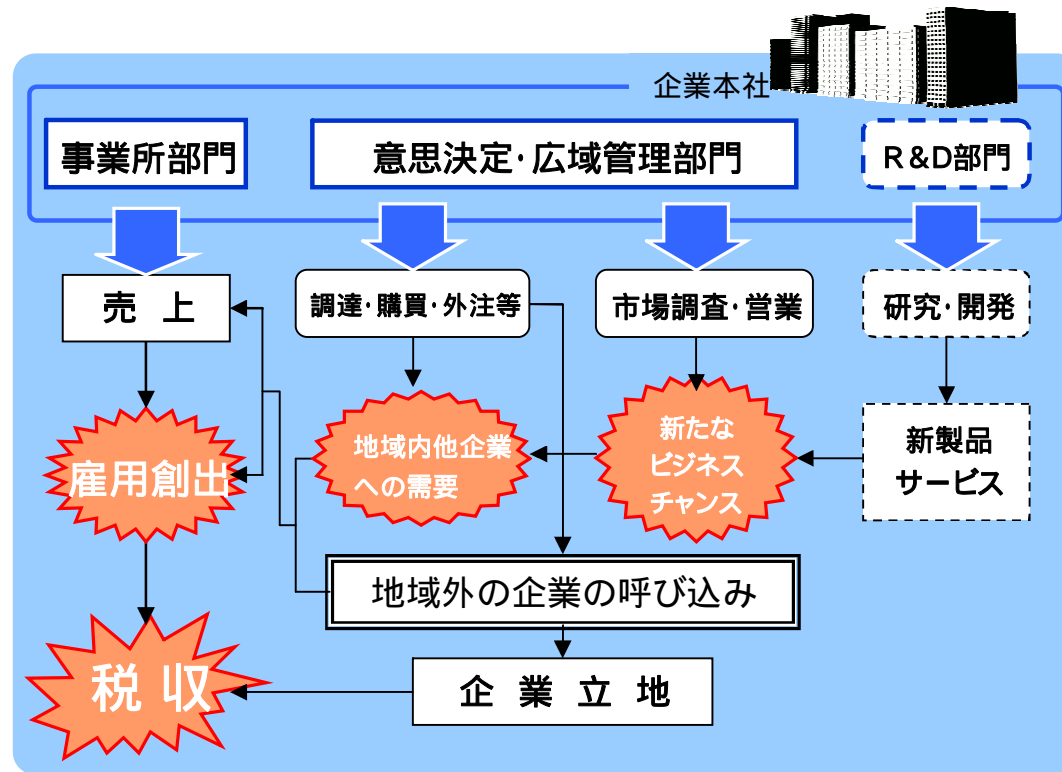 企業本社
事業所部門
意思決定・広域管理部門
R&D部門
売上
調達・購買・外注等
市場調査・営業
研究・開発
雇用創出
地域内他企業
への需要
新たな
ビジネス
チャンス
新製品
サービス
地域外の企業の呼び込み
税収
企業立地